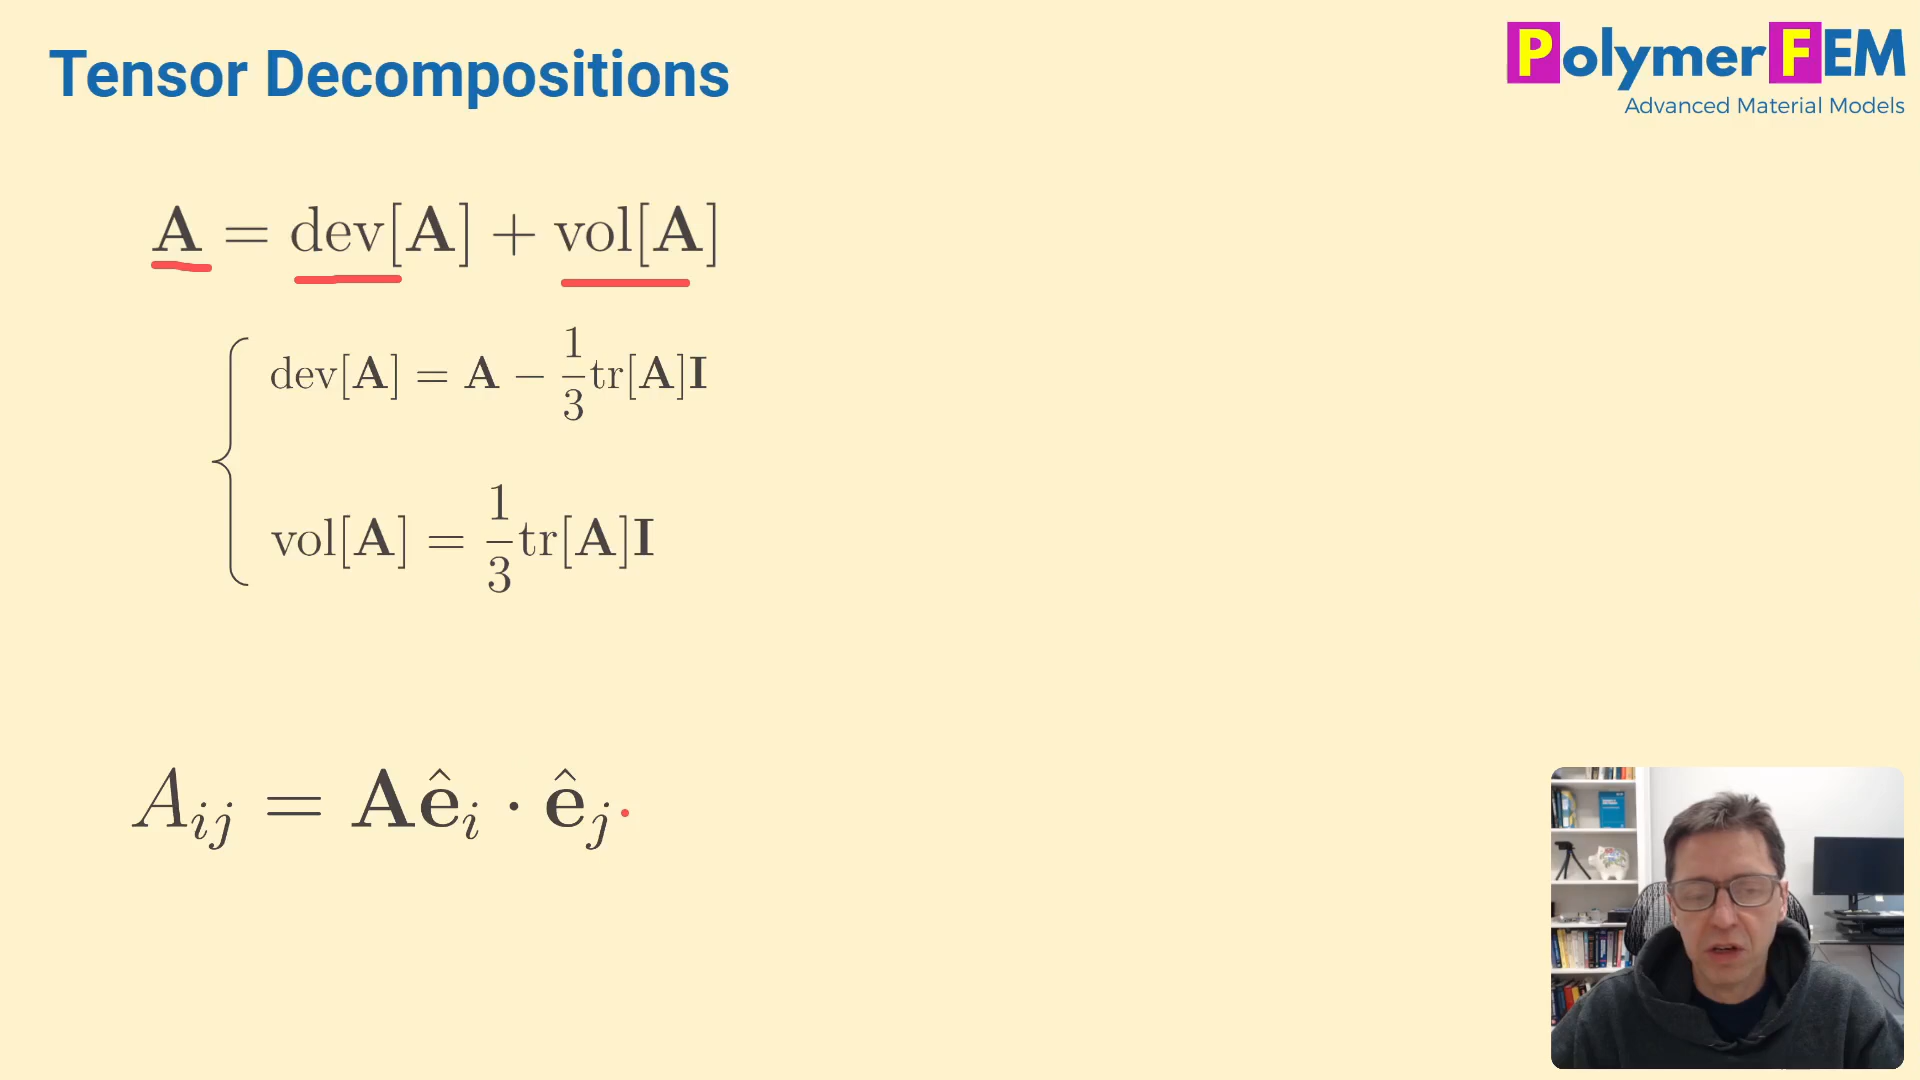 Tensor Decompositions
PolymerFEM
Advanced Material Models
A = dev[A] + vol[A]
dev[A] = A − 1/3 tr[A]I
vol[A] = 1/3 tr[A]I
A_ij = Aê_i · ê_j